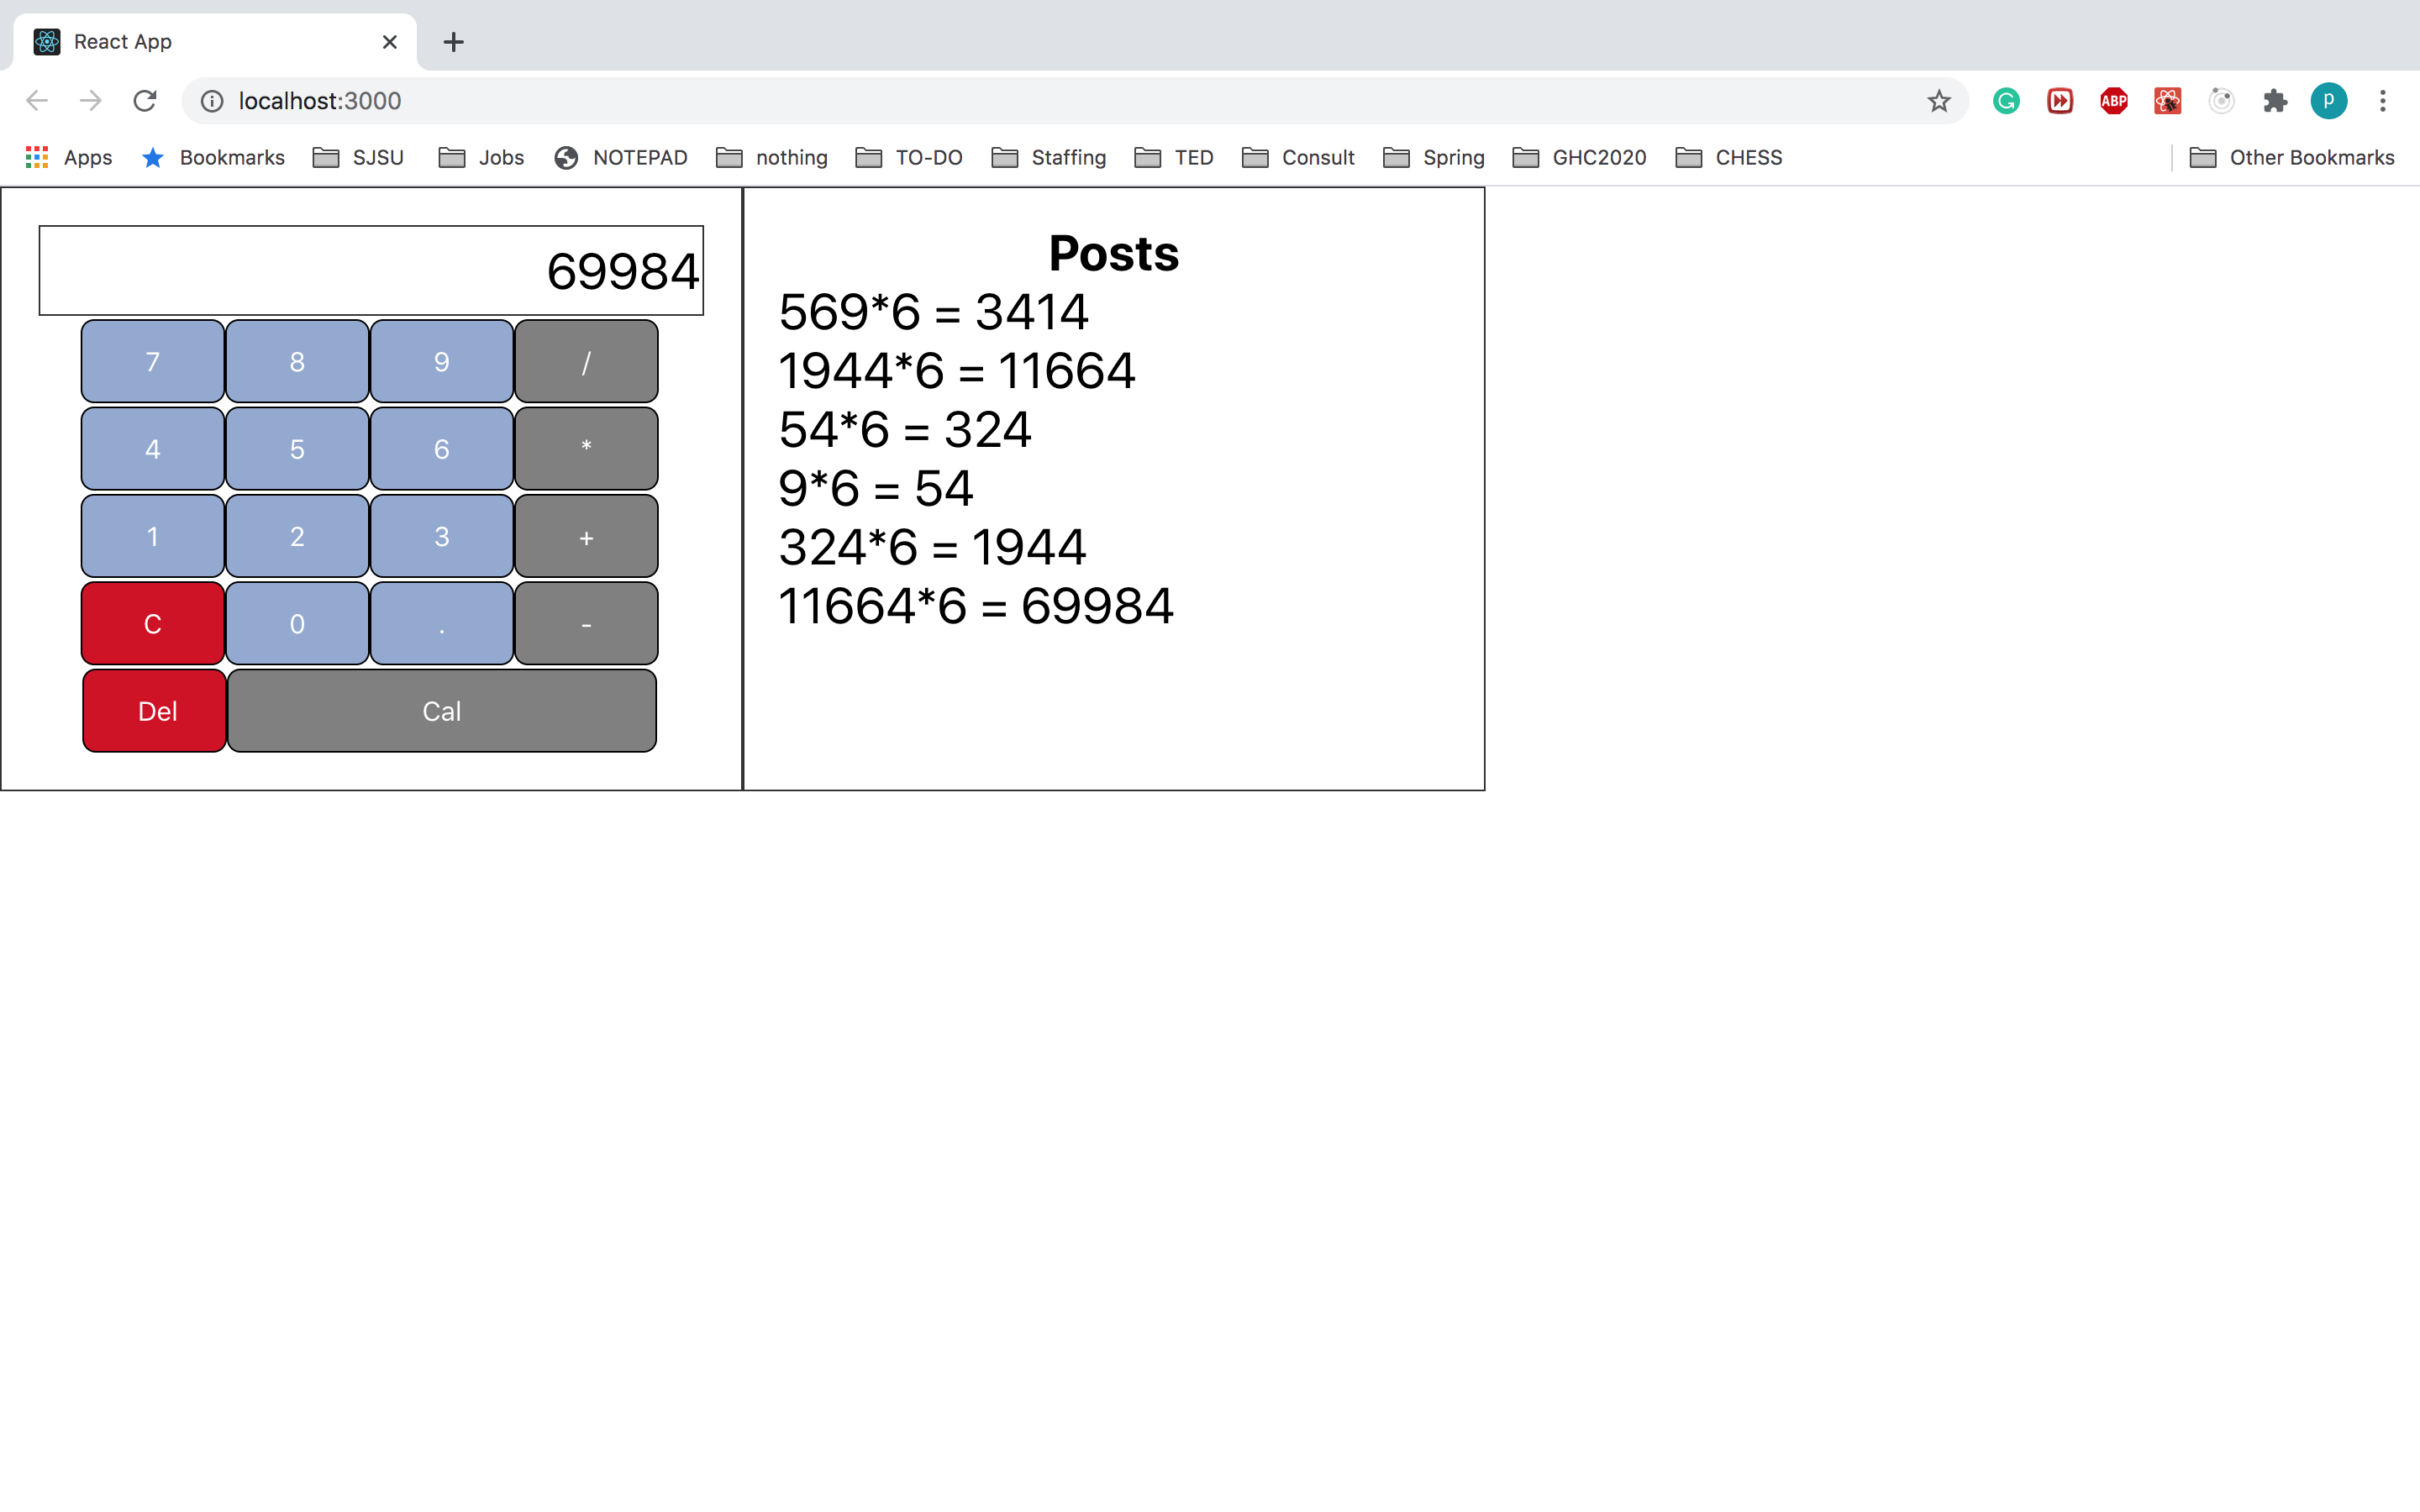 React App
localhost:3000
ABP
p
Apps Bookmarks SJSU Jobs NOTEPAD nothing TO-DO Staffing TED Consult Spring GHC2020 CHESS Other Bookmarks
69984
7 8 9 /
4 5 6 *
1 2 3 +
C 0 . -
Del Cal
Posts
569*6 = 3414
1944*6 = 11664
54*6 = 324
9*6 = 54
324*6 = 1944
11664*6 = 69984